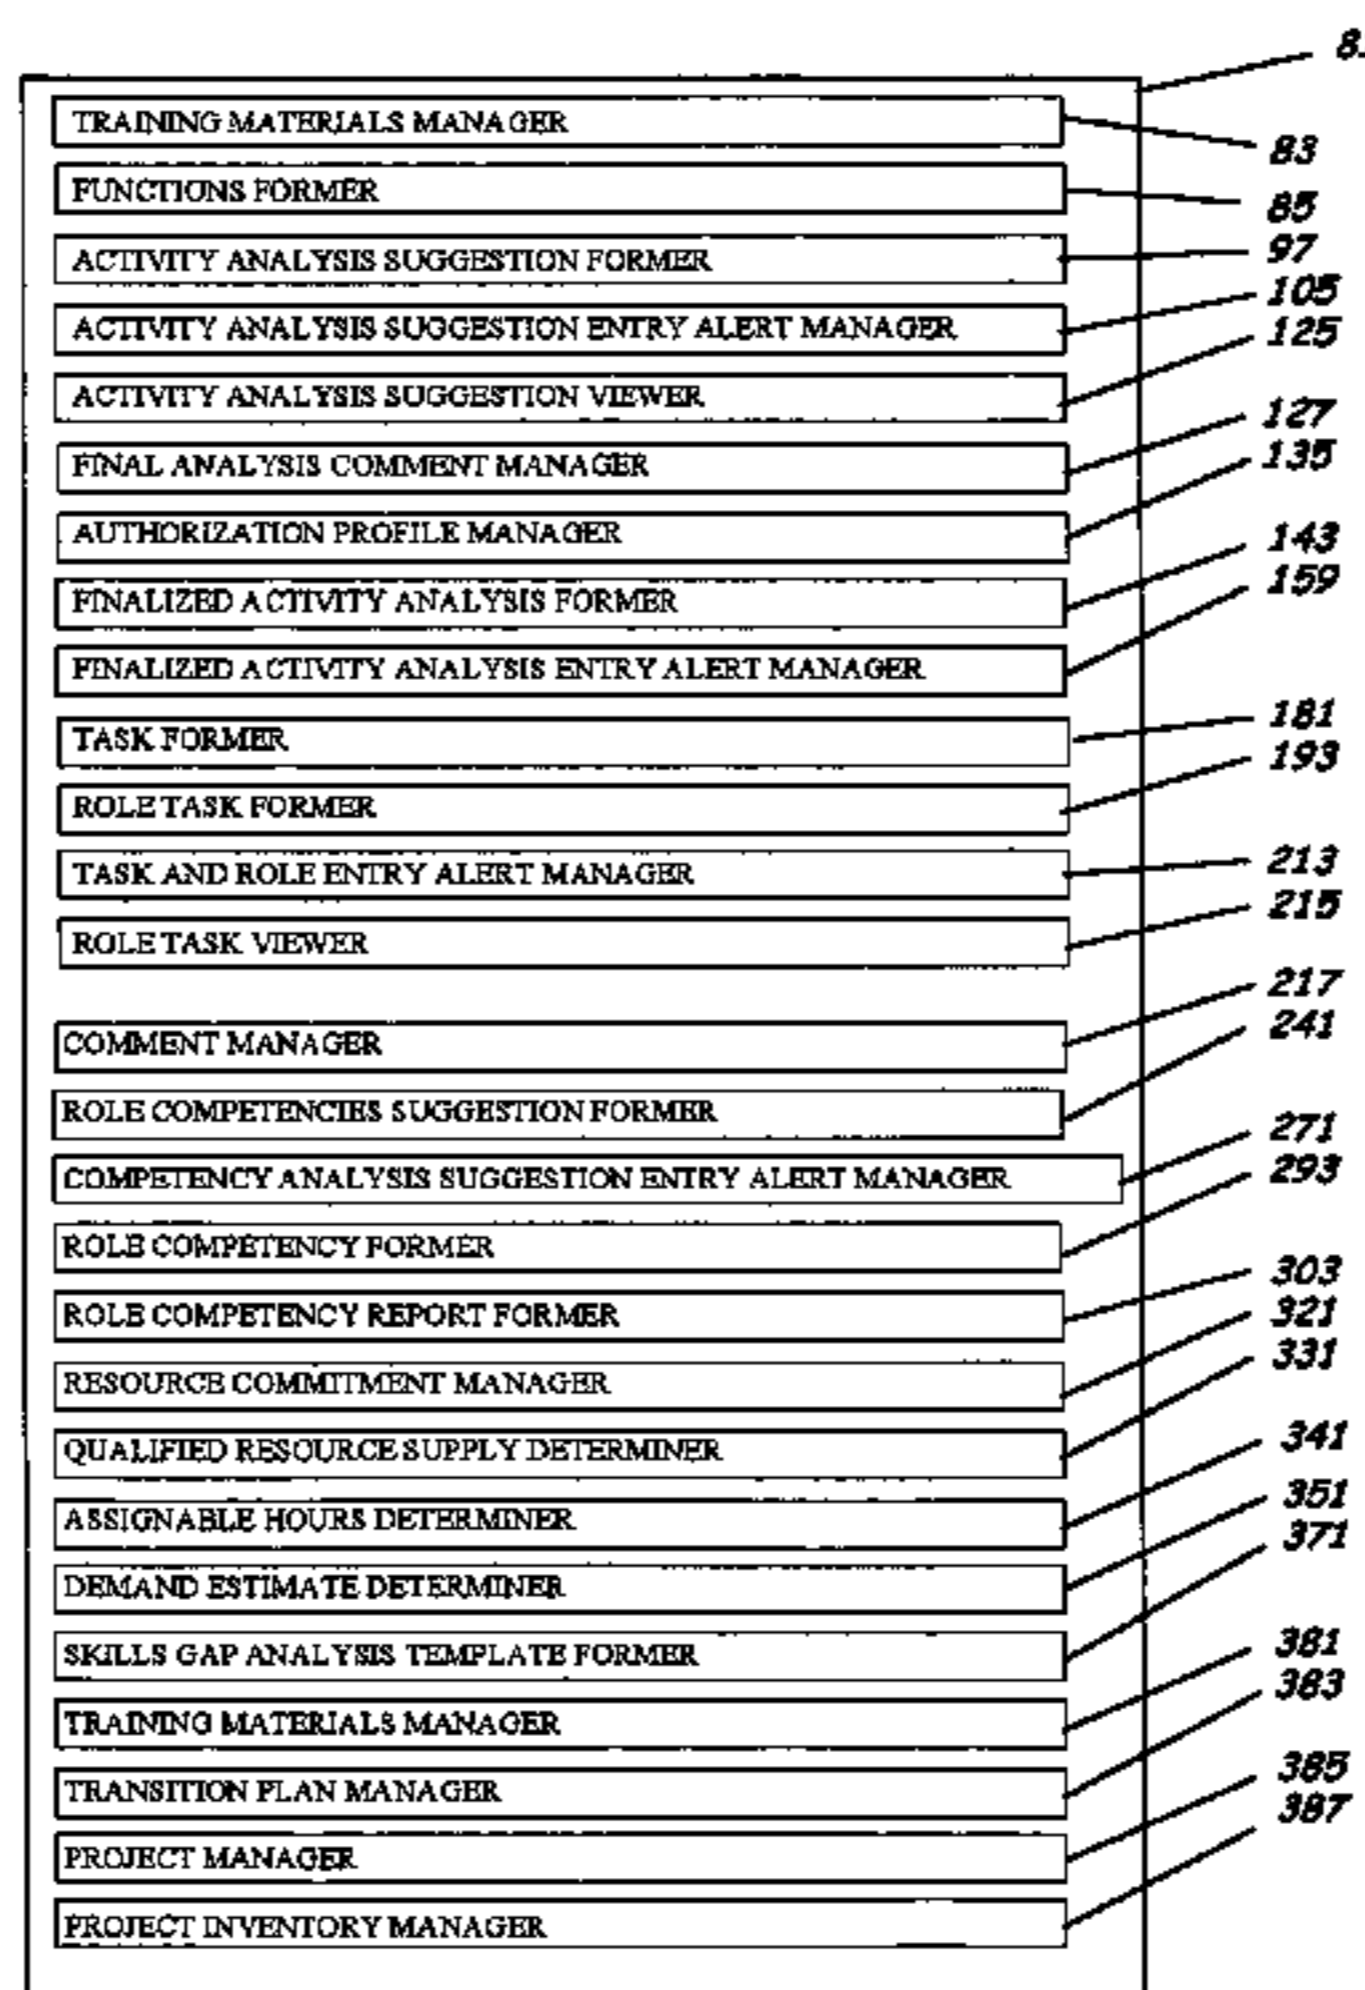 TRAINING MATERIALS MANAGER
83
FUNCTIONS FORMER
85
ACTIVITY ANALYSIS SUGGESTION FORMER
97
ACTIVITY ANALYSIS SUGGESTION ENTRY ALERT MANAGER
105
ACTIVITY ANALYSIS SUGGESTION VIEWER
125
FINAL ANALYSIS COMMENT MANAGER
127
AUTHORIZATION PROFILE MANAGER
135
FINALIZED ACTIVITY ANALYSIS FORMER
143
FINALIZED ACTIVITY ANALYSIS ENTRY ALERT MANAGER
159
TASK FORMER
181
ROLE TASK FORMER
193
TASK AND ROLE ENTRY ALERT MANAGER
213
ROLE TASK VIEWER
215
COMMENT MANAGER
217
ROLE COMPETENCIES SUGGESTION FORMER
241
COMPETENCY ANALYSIS SUGGESTION ENTRY ALERT MANAGER
271
ROLE COMPETENCY FORMER
293
ROLE COMPETENCY REPORT FORMER
303
RESOURCE COMMITMENT MANAGER
321
QUALIFIED RESOURCE SUPPLY DETERMINER
331
ASSIGNABLE HOURS DETERMINER
341
DEMAND ESTIMATE DETERMINER
351
SKILLS GAP ANALYSIS TEMPLATE FORMER
371
TRAINING MATERIALS MANAGER
381
TRANSITION PLAN MANAGER
383
PROJECT MANAGER
385
PROJECT INVENTORY MANAGER
387